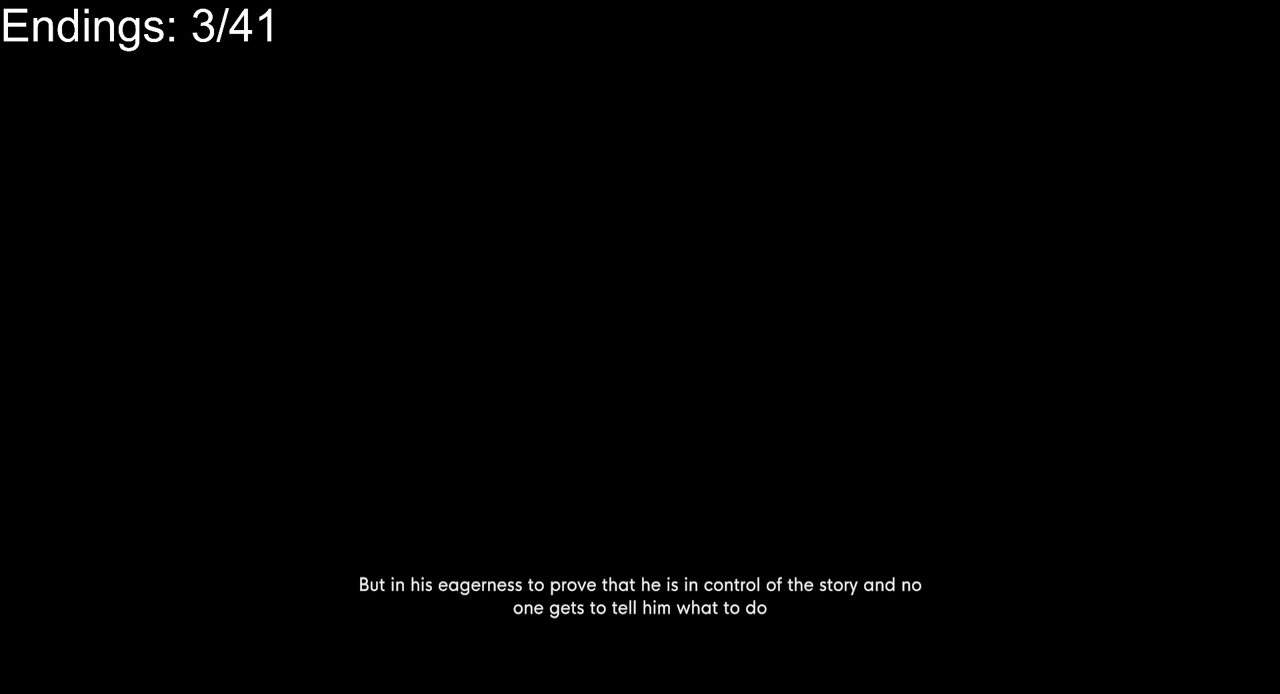 Endings: 3/41
But in his eagerness to prove that he is in control of the story and no
one gets to tell him what to do